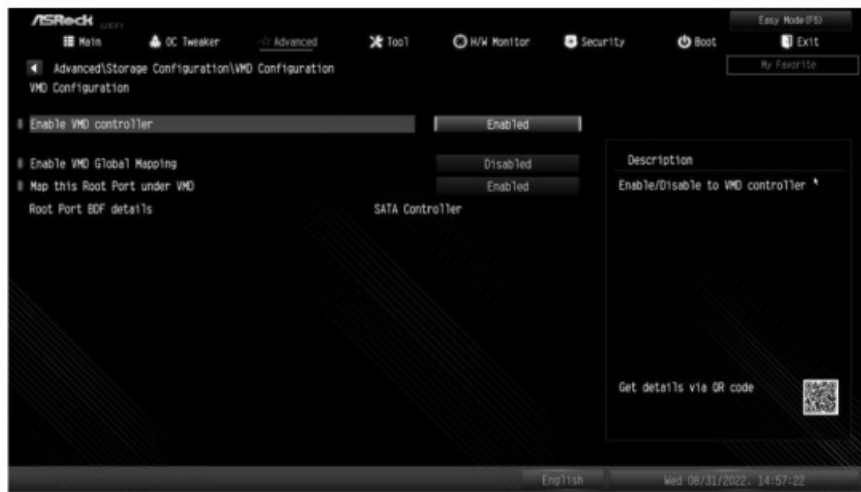 ASRock UEFI
Easy Mode(F6)
Main OC Tweaker Advanced Tool H/W Monitor Security Boot Exit
Advanced\Storage Configuration\VMD Configuration
My Favorite
VMD Configuration
Enable VMD controller Enabled
Enable VMD Global Mapping Disabled
Map this Root Port under VMD Enabled
Root Port BDF details SATA Controller
Description
Enable/Disable to VMD controller
Get details via QR code
English Wed 08/31/2022, 14:57:22